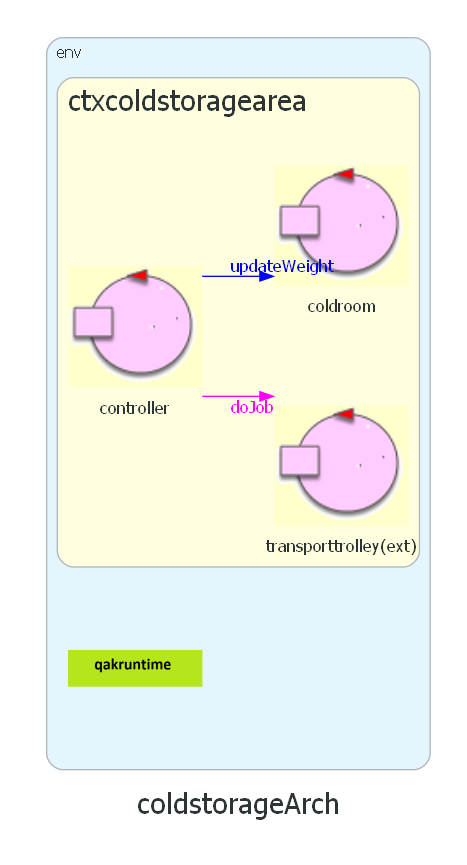 env
ctxcoldstoragearea
updateWeight
coldroom
controller
doJob
transporttrolley(ext)
qakruntime
coldstorageArch